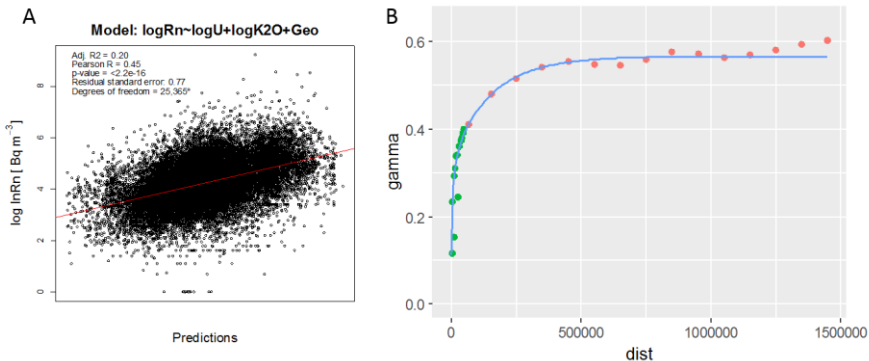 A
Model: logRn~logU+logK2O+Geo
Adj. R2 = 0.20
Pearson R = 0.45
p-value = <2.2e-16
Residual standard error: 0.77
Degrees of freedom = 25,365*
8
6
4
2
0
log InRn [ Bq m⁻³]
Predictions
B
0.6
0.4
0.2
0.0
gamma
0
500000
1000000
1500000
dist